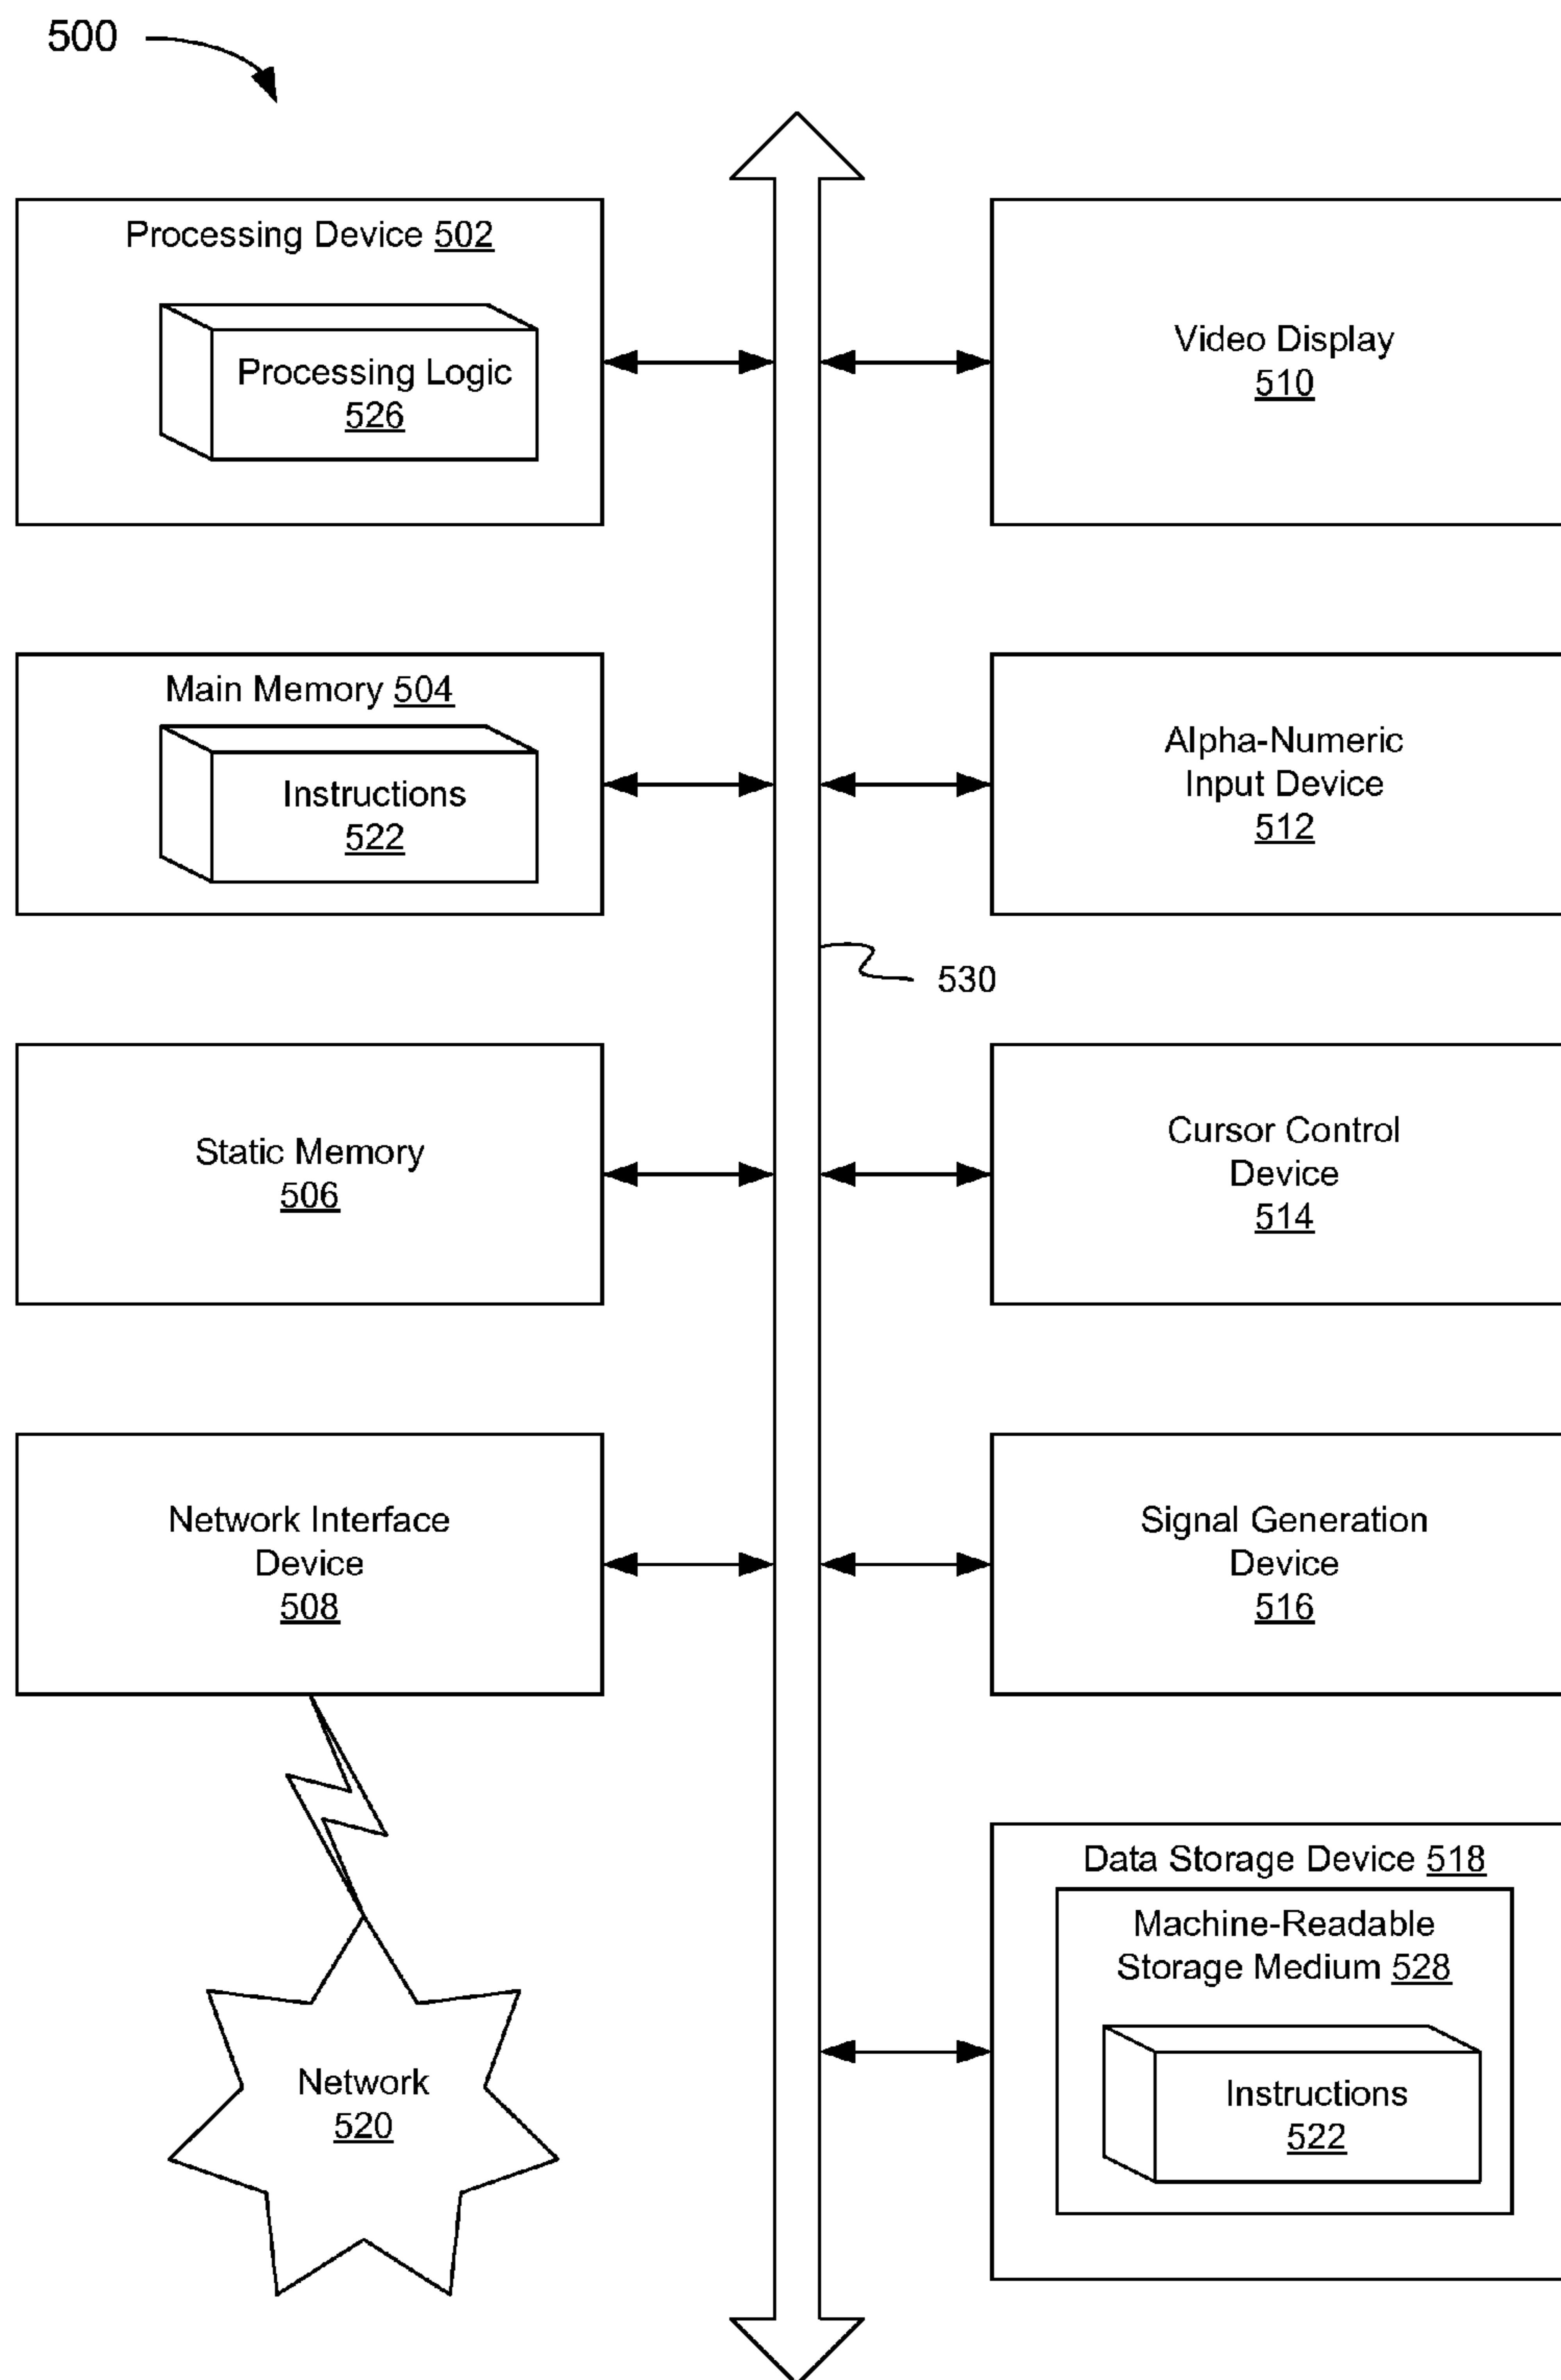 500
Processing Device 502
Processing Logic
526
Video Display
510
Main Memory 504
Instructions
522
Alpha-Numeric
Input Device
512
530
Static Memory
506
Cursor Control
Device
514
Network Interface
Device
508
Signal Generation
Device
516
Data Storage Device 518
Machine-Readable
Storage Medium 528
Instructions
522
Network
520